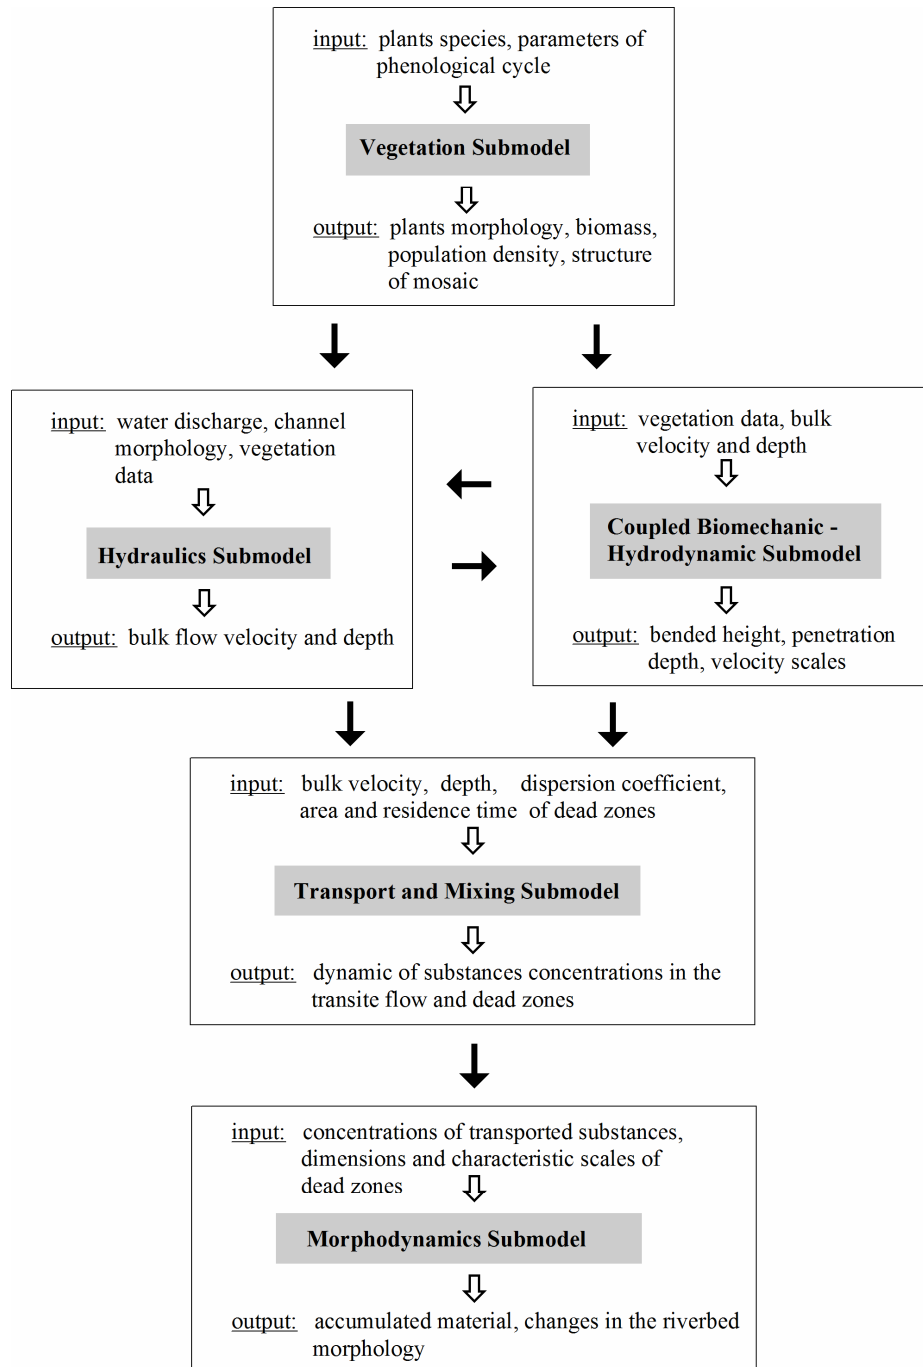 input: plants species, parameters of
phenological cycle
Vegetation Submodel
output: plants morphology, biomass,
population density, structure
of mosaic
input: water discharge, channel
morphology, vegetation
data
Hydraulics Submodel
output: bulk flow velocity and depth
input: vegetation data, bulk
velocity and depth
Coupled Biomechanic -
Hydrodynamic Submodel
output: bended height, penetration
depth, velocity scales
input: bulk velocity, depth, dispersion coefficient,
area and residence time of dead zones
Transport and Mixing Submodel
output: dynamic of substances concentrations in the
transite flow and dead zones
input: concentrations of transported substances,
dimensions and characteristic scales of
dead zones
Morphodynamics Submodel
output: accumulated material, changes in the riverbed
morphology